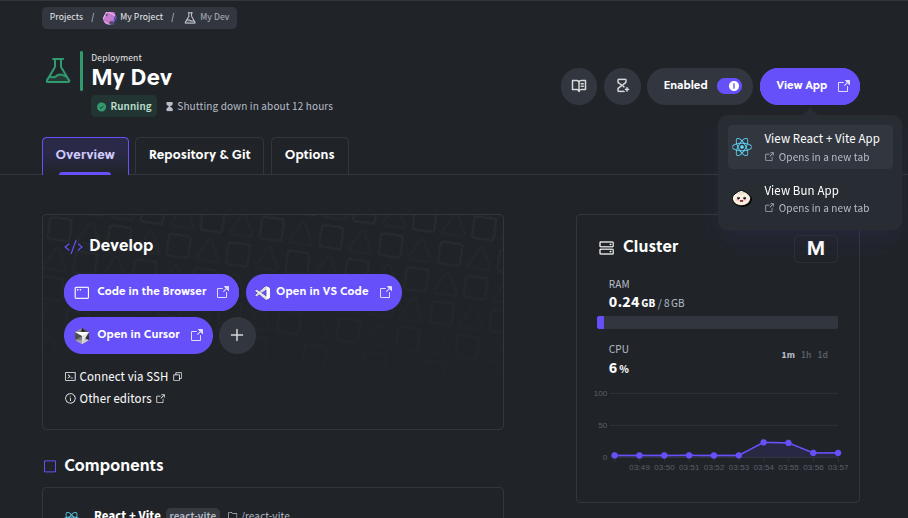 Projects / My Project / My Dev
Deployment
My Dev
Running Shutting down in about 12 hours
Enabled
View App
View React + Vite App
Opens in a new tab
View Bun App
Opens in a new tab
Overview Repository & Git Options
</> Develop
Code in the Browser Open in VS Code
Open in Cursor +
Connect via SSH
Other editors
Cluster M
RAM
0.24 GB / 8 GB
CPU
6 % 1m 1h 1d
100
50
0
03:49 03:50 03:51 03:52 03:53 03:54 03:55 03:56 03:57
Components
React + Vite react-vite /react-vite